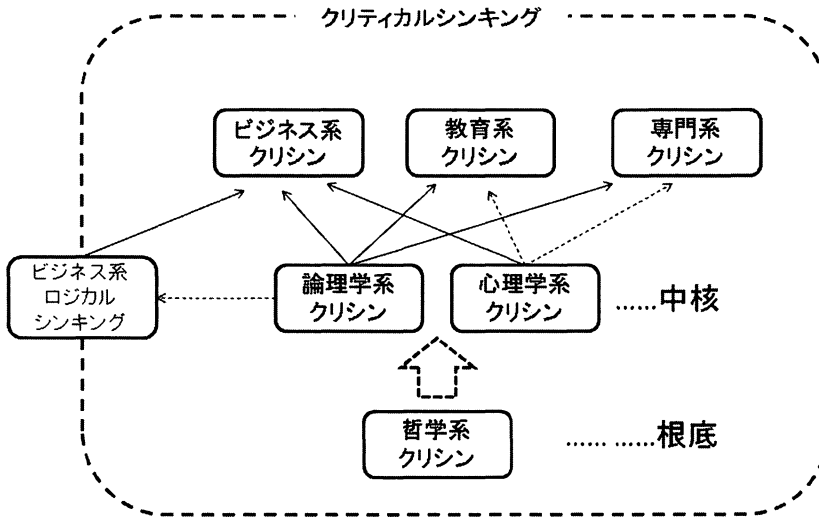 クリティカルシンキング
ビジネス系
クリシン
教育系
クリシン
専門系
クリシン
ビジネス系
ロジカル
シンキング
論理学系
クリシン
心理学系
クリシン
……中核
哲学系
クリシン
…… ……根底